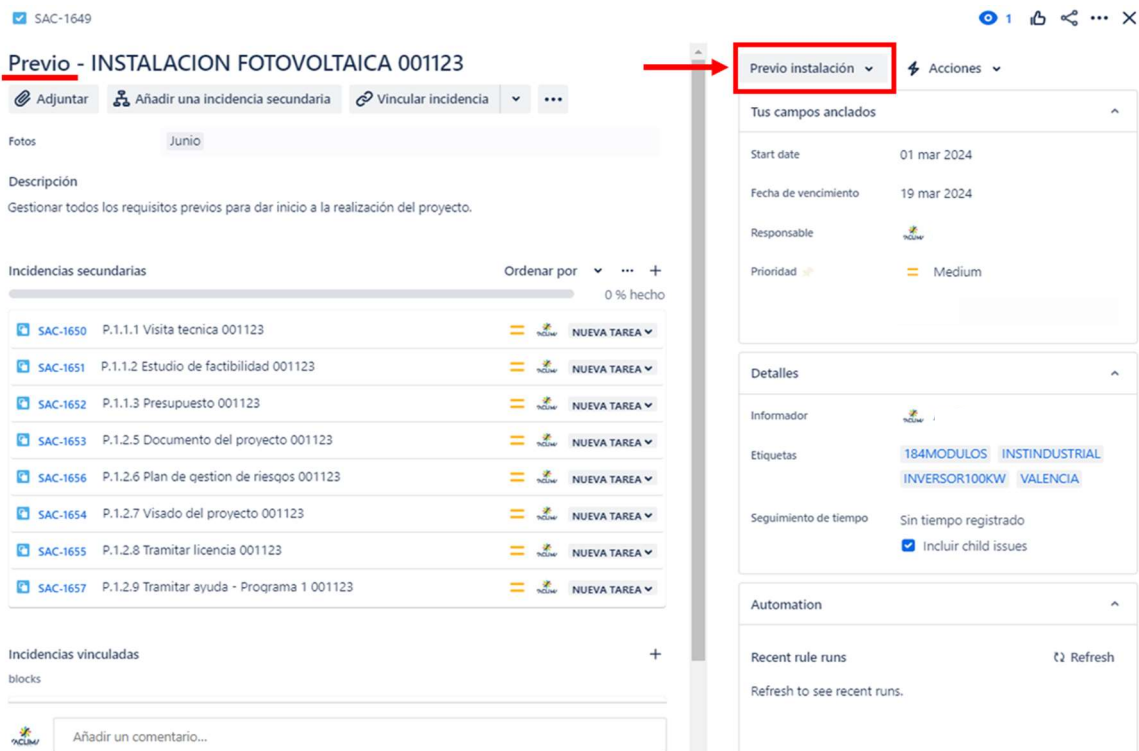 SAC-1649
1
Previo - INSTALACION FOTOVOLTAICA 001123
Adjuntar
Añadir una incidencia secundaria
Vincular incidencia
Fotos
Junio
Descripción
Gestionar todos los requisitos previos para dar inicio a la realización del proyecto.
Incidencias secundarias
Ordenar por
0 % hecho
SAC-1650 P.1.1.1 Visita tecnica 001123 NUEVA TAREA
SAC-1651 P.1.1.2 Estudio de factibilidad 001123 NUEVA TAREA
SAC-1652 P.1.1.3 Presupuesto 001123 NUEVA TAREA
SAC-1653 P.1.2.5 Documento del proyecto 001123 NUEVA TAREA
SAC-1656 P.1.2.6 Plan de gestion de riesgos 001123 NUEVA TAREA
SAC-1654 P.1.2.7 Visado del proyecto 001123 NUEVA TAREA
SAC-1655 P.1.2.8 Tramitar licencia 001123 NUEVA TAREA
SAC-1657 P.1.2.9 Tramitar ayuda - Programa 1 001123 NUEVA TAREA
Incidencias vinculadas
blocks
Añadir un comentario...
Previo instalación
Acciones
Tus campos anclados
Start date 01 mar 2024
Fecha de vencimiento 19 mar 2024
Responsable
Prioridad Medium
Detalles
Informador
Etiquetas 184MODULOS INSTINDUSTRIAL
INVERSOR100KW VALENCIA
Seguimiento de tiempo Sin tiempo registrado
Incluir child issues
Automation
Recent rule runs Refresh
Refresh to see recent runs.